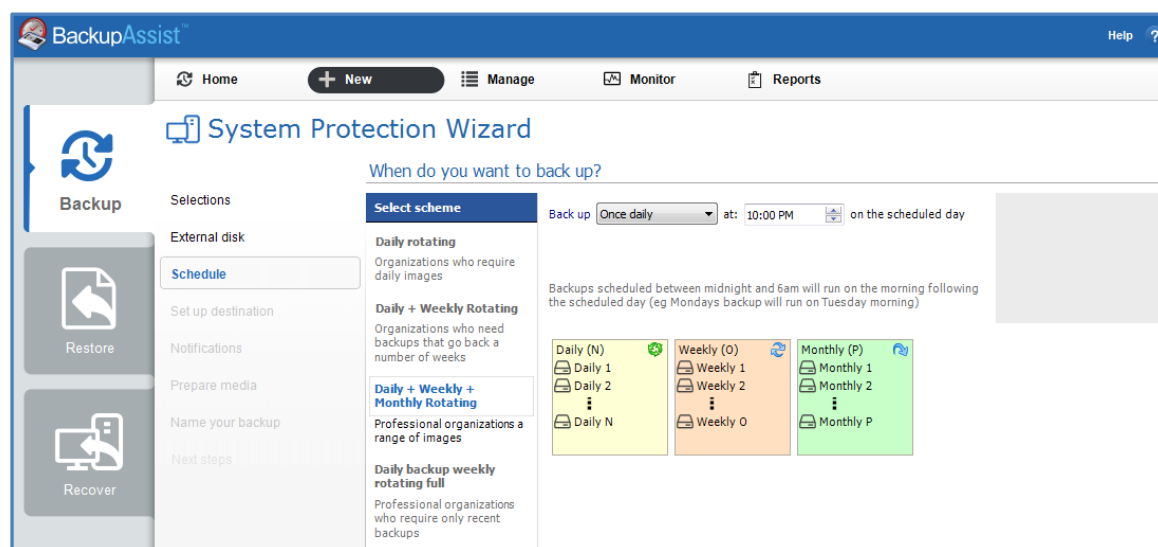 BackupAssist™
Help ?
Home
New
Manage
Monitor
Reports
System Protection Wizard
When do you want to back up?
Backup
Restore
Recover
Selections
External disk
Schedule
Set up destination
Notifications
Prepare media
Name your backup
Next steps
Select scheme
Daily rotating
Organizations who require
daily images
Daily + Weekly Rotating
Organizations who need
backups that go back a
number of weeks
Daily + Weekly +
Monthly Rotating
Professional organizations a
range of images
Daily backup weekly
rotating full
Professional organizations
who require only recent
backups
Back up Once daily at: 10:00 PM on the scheduled day
Backups scheduled between midnight and 6am will run on the morning following
the scheduled day (eg Mondays backup will run on Tuesday morning)
Daily (N)
Daily 1
Daily 2
Daily N
Weekly (O)
Weekly 1
Weekly 2
Weekly O
Monthly (P)
Monthly 1
Monthly 2
Monthly P